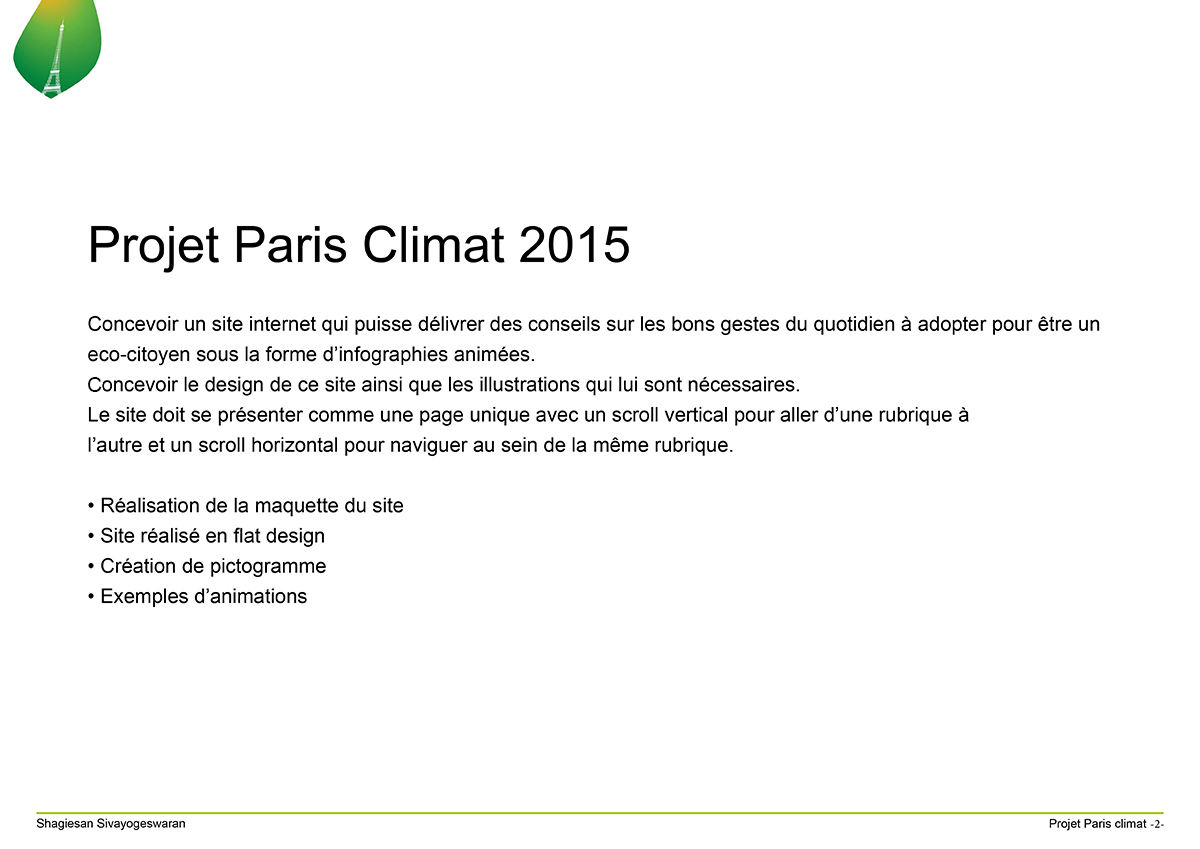 Projet Paris Climat 2015
Concevoir un site internet qui puisse délivrer des conseils sur les bons gestes du quotidien à adopter pour être un
eco-citoyen sous la forme d’infographies animées.
Concevoir le design de ce site ainsi que les illustrations qui lui sont nécessaires.
Le site doit se présenter comme une page unique avec un scroll vertical pour aller d’une rubrique à
l’autre et un scroll horizontal pour naviguer au sein de la même rubrique.
• Réalisation de la maquette du site
• Site réalisé en flat design
• Création de pictogramme
• Exemples d’animations
Shagiesan Sivayogeswaran
Projet Paris climat -2-